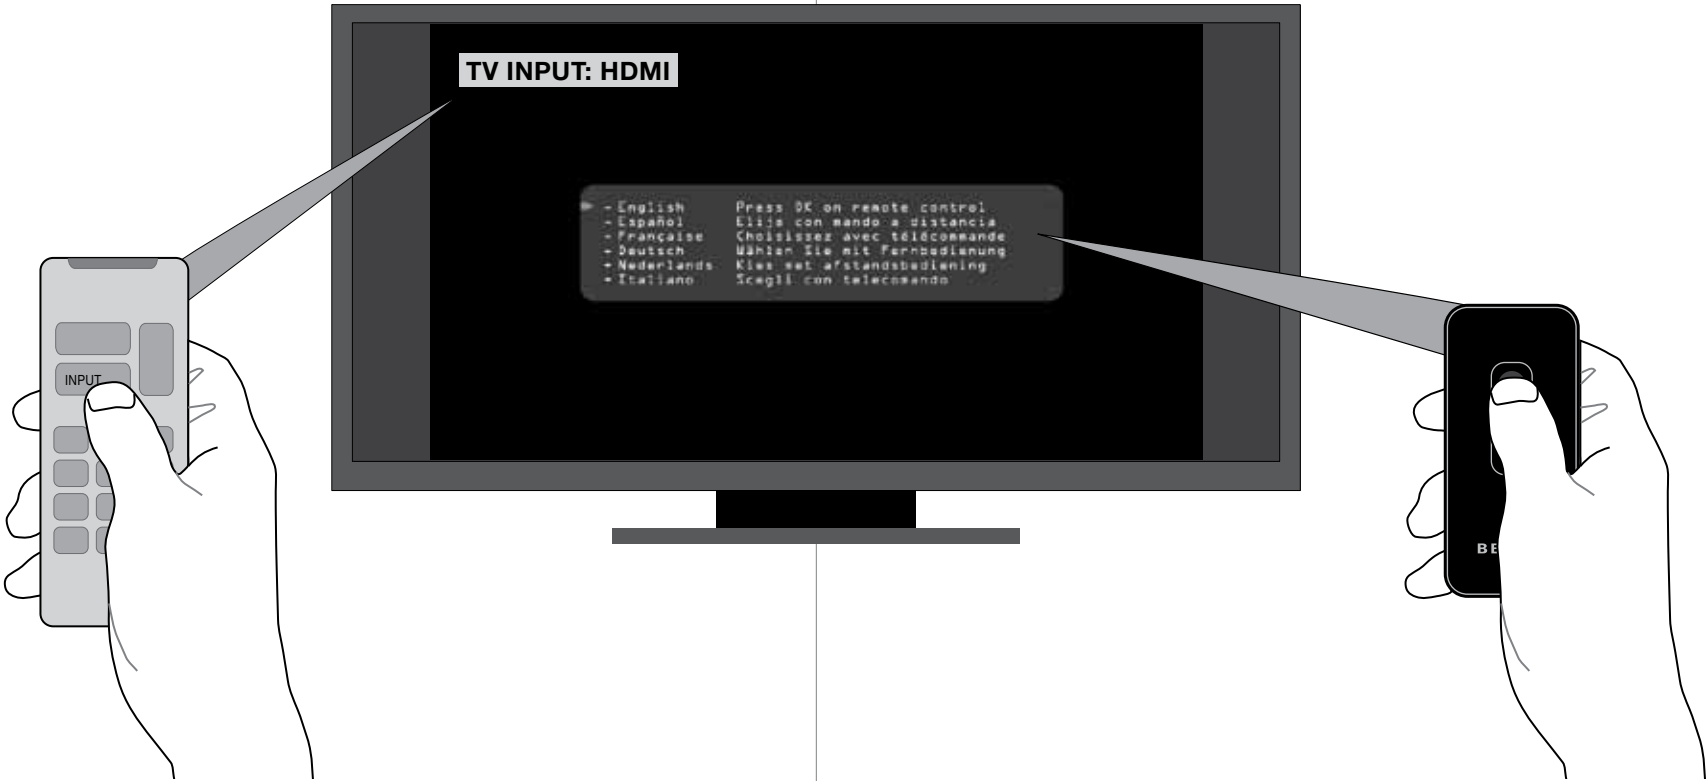 TV INPUT: HDMI
- English Press OK on remote control
- Español Elija con mando a distancia
- Française Choisissez avec télécommande
- Deutsch Wählen Sie mit Fernbedienung
- Nederlands Kies met afstandsbediening
- Italiano Scegli con telecomando
INPUT
BE